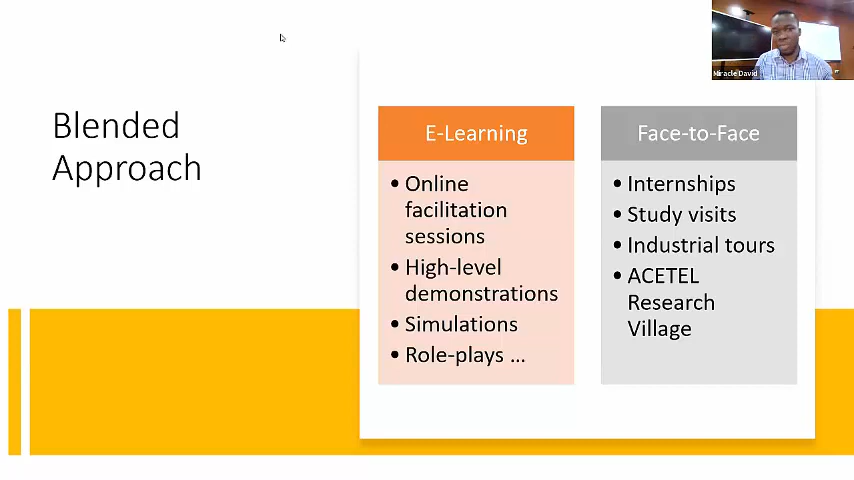 Miracle David
Blended
Approach
E-Learning
• Online
facilitation
sessions
• High-level
demonstrations
• Simulations
• Role-plays ...
Face-to-Face
• Internships
• Study visits
• Industrial tours
• ACETEL
Research
Village